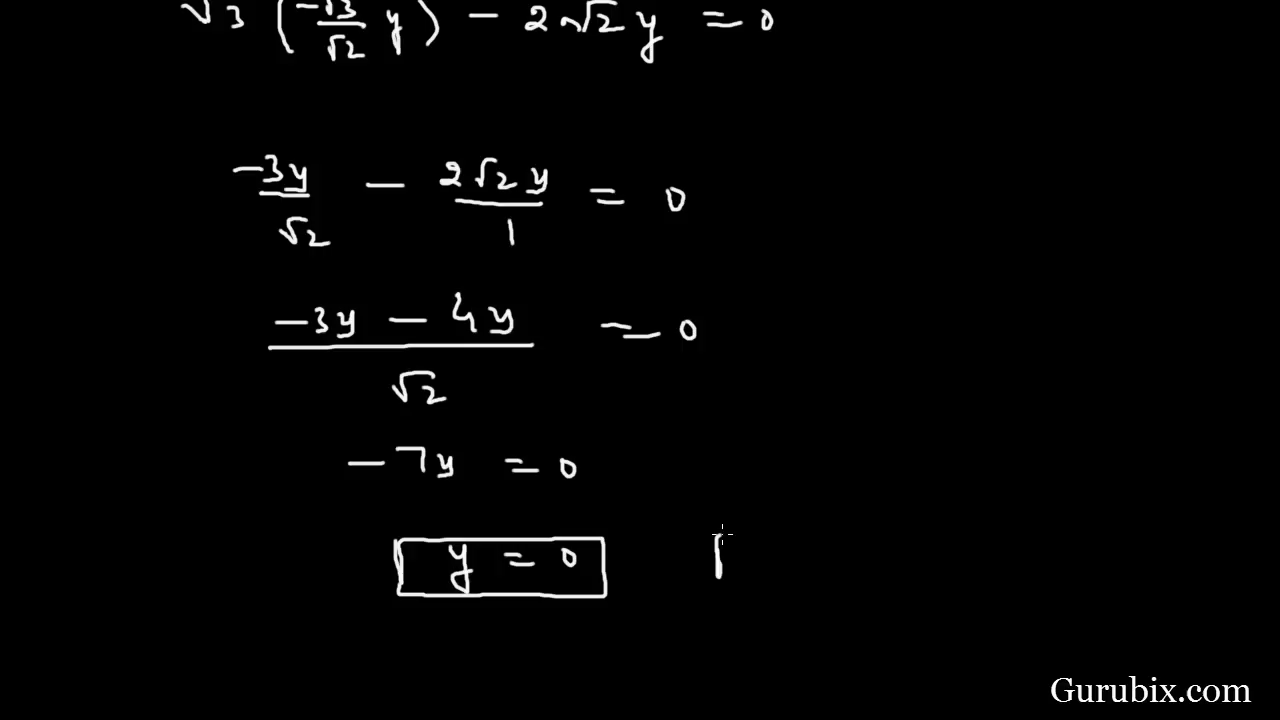 √3 (-√3/√2 y) - 2√2 y = 0
-3y/√2 - 2√2 y/1 = 0
-3y - 4y/√2 = 0
-7y = 0
y = 0
Gurubix.com